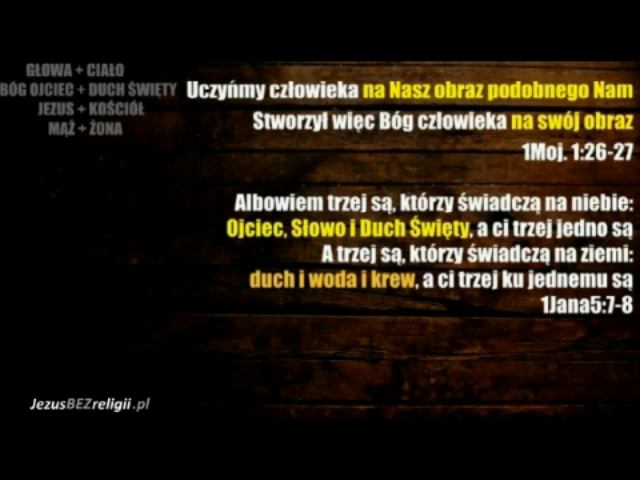 GŁOWA + CIAŁO
BÓG OJCIEC + DUCH ŚWIĘTY
JEZUS + KOŚCIÓŁ
MĄŻ + ŻONA
Uczyńmy człowieka na Nasz obraz podobnego Nam
Stworzył więc Bóg człowieka na swój obraz
1Moj. 1:26-27
Albowiem trzej są, którzy świadczą na niebie:
Ojciec, Słowo i Duch Święty, a ci trzej jedno są
A trzej są, którzy świadczą na ziemi:
duch i woda i krew, a ci trzej ku jednemu są
1Jana5:7-8
JezusBEZreligii.pl